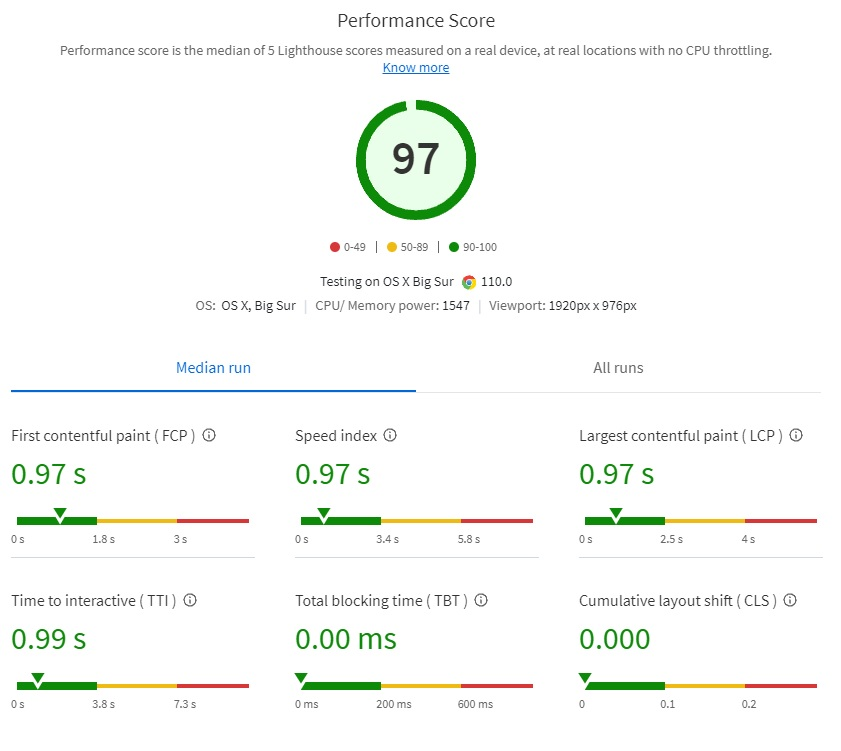 Performance Score
Performance score is the median of 5 Lighthouse scores measured on a real device, at real locations with no CPU throttling.
Know more
97
0-49 | 50-89 | 90-100
Testing on OS X Big Sur 110.0
OS: OS X, Big Sur | CPU/ Memory power: 1547 | Viewport: 1920px x 976px
Median run All runs
First contentful paint ( FCP )
0.97 s
0 s 1.8 s 3 s
Speed index
0.97 s
0 s 3.4 s 5.8 s
Largest contentful paint ( LCP )
0.97 s
0 s 2.5 s 4 s
Time to interactive ( TTI )
0.99 s
0 s 3.8 s 7.3 s
Total blocking time ( TBT )
0.00 ms
0 ms 200 ms 600 ms
Cumulative layout shift ( CLS )
0.000
0 0.1 0.2